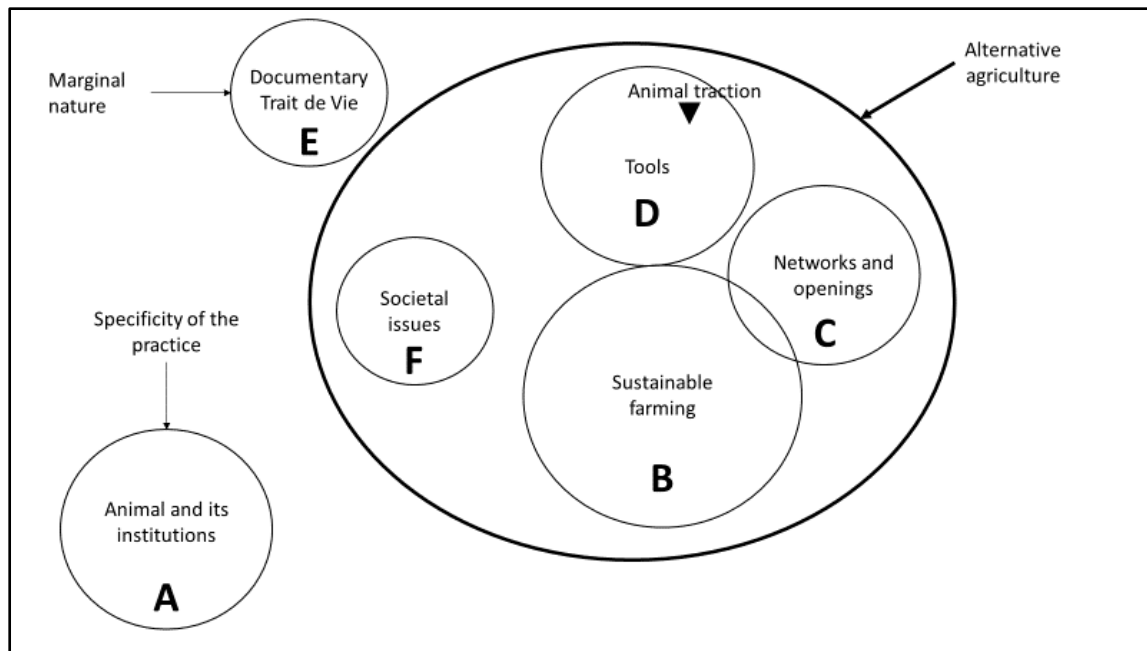 Marginal
nature
Documentary
Trait de Vie
E
Alternative
agriculture
Animal traction
Tools
D
Networks and
openings
C
Societal
issues
F
Specificity of the
practice
Sustainable
farming
B
Animal and its
institutions
A